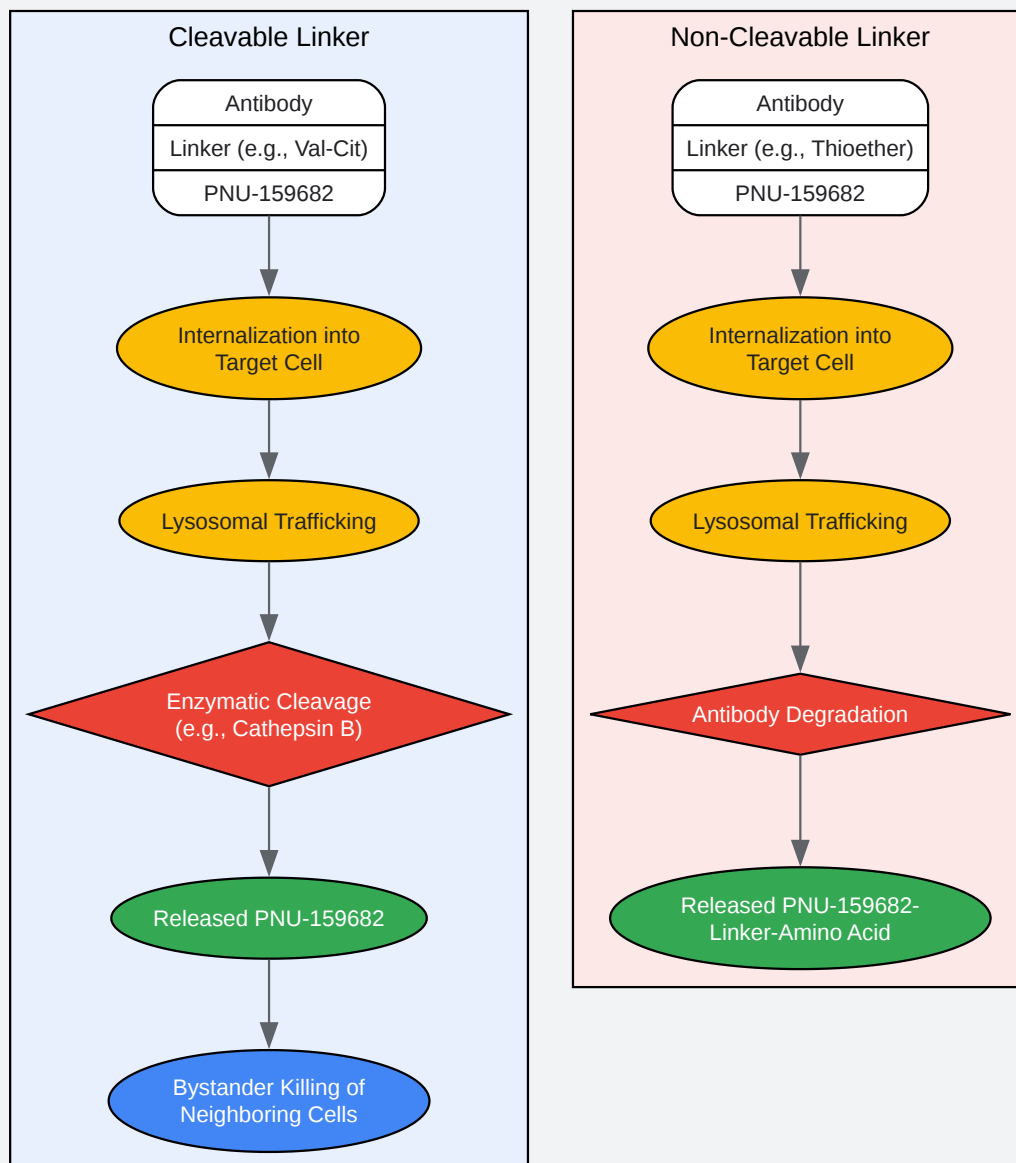 Cleavable Linker
Antibody
Linker (e.g., Val-Cit)
PNU-159682
Internalization into
Target Cell
Lysosomal Trafficking
Enzymatic Cleavage
(e.g., Cathepsin B)
Released PNU-159682
Bystander Killing of
Neighboring Cells
Non-Cleavable Linker
Antibody
Linker (e.g., Thioether)
PNU-159682
Internalization into
Target Cell
Lysosomal Trafficking
Antibody Degradation
Released PNU-159682-
Linker-Amino Acid